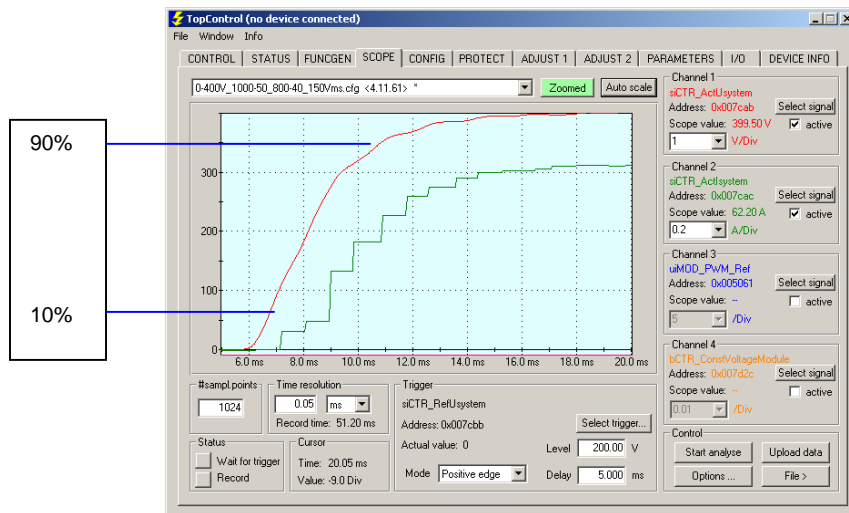 TopControl (no device connected)
File Window Info
CONTROL STATUS FUNCGEN SCOPE CONFIG PROTECT ADJUST 1 ADJUST 2 PARAMETERS I/O DEVICE INFO
0-400V_1000-50_800-40_150Vms.cfg <4.11.61> " Zoomed Auto scale
90%
10%
300
200
100
0
6.0 ms 8.0 ms 10.0 ms 12.0 ms 14.0 ms 16.0 ms 18.0 ms 20.0 ms
Channel 1
siCTR_ActUsystem
Address: 0x007cab Select signal
Scope value: 399.50 V active
1 V/Div
Channel 2
siCTR_ActIsystem
Address: 0x007cac Select signal
Scope value: 62.20 A active
0.2 A/Div
Channel 3
uiMOD_PWM_Ref
Address: 0x005061 Select signal
Scope value: -- active
5 /Div
Channel 4
bCTR_ConstVoltageModule
Address: 0x007d2c Select signal
Scope value: -- active
0.01 /Div
#sampl.points
1024
Time resolution
0.05 ms
Record time: 51.20 ms
Status
Wait for trigger
Record
Cursor
Time: 20.05 ms
Value: -9.0 Div
Trigger
siCTR_RefUsystem
Address: 0x007cbb Select trigger...
Actual value: 0 Level 200.00 V
Mode Positive edge Delay 5.000 ms
Control
Start analyse Upload data
Options ... File >